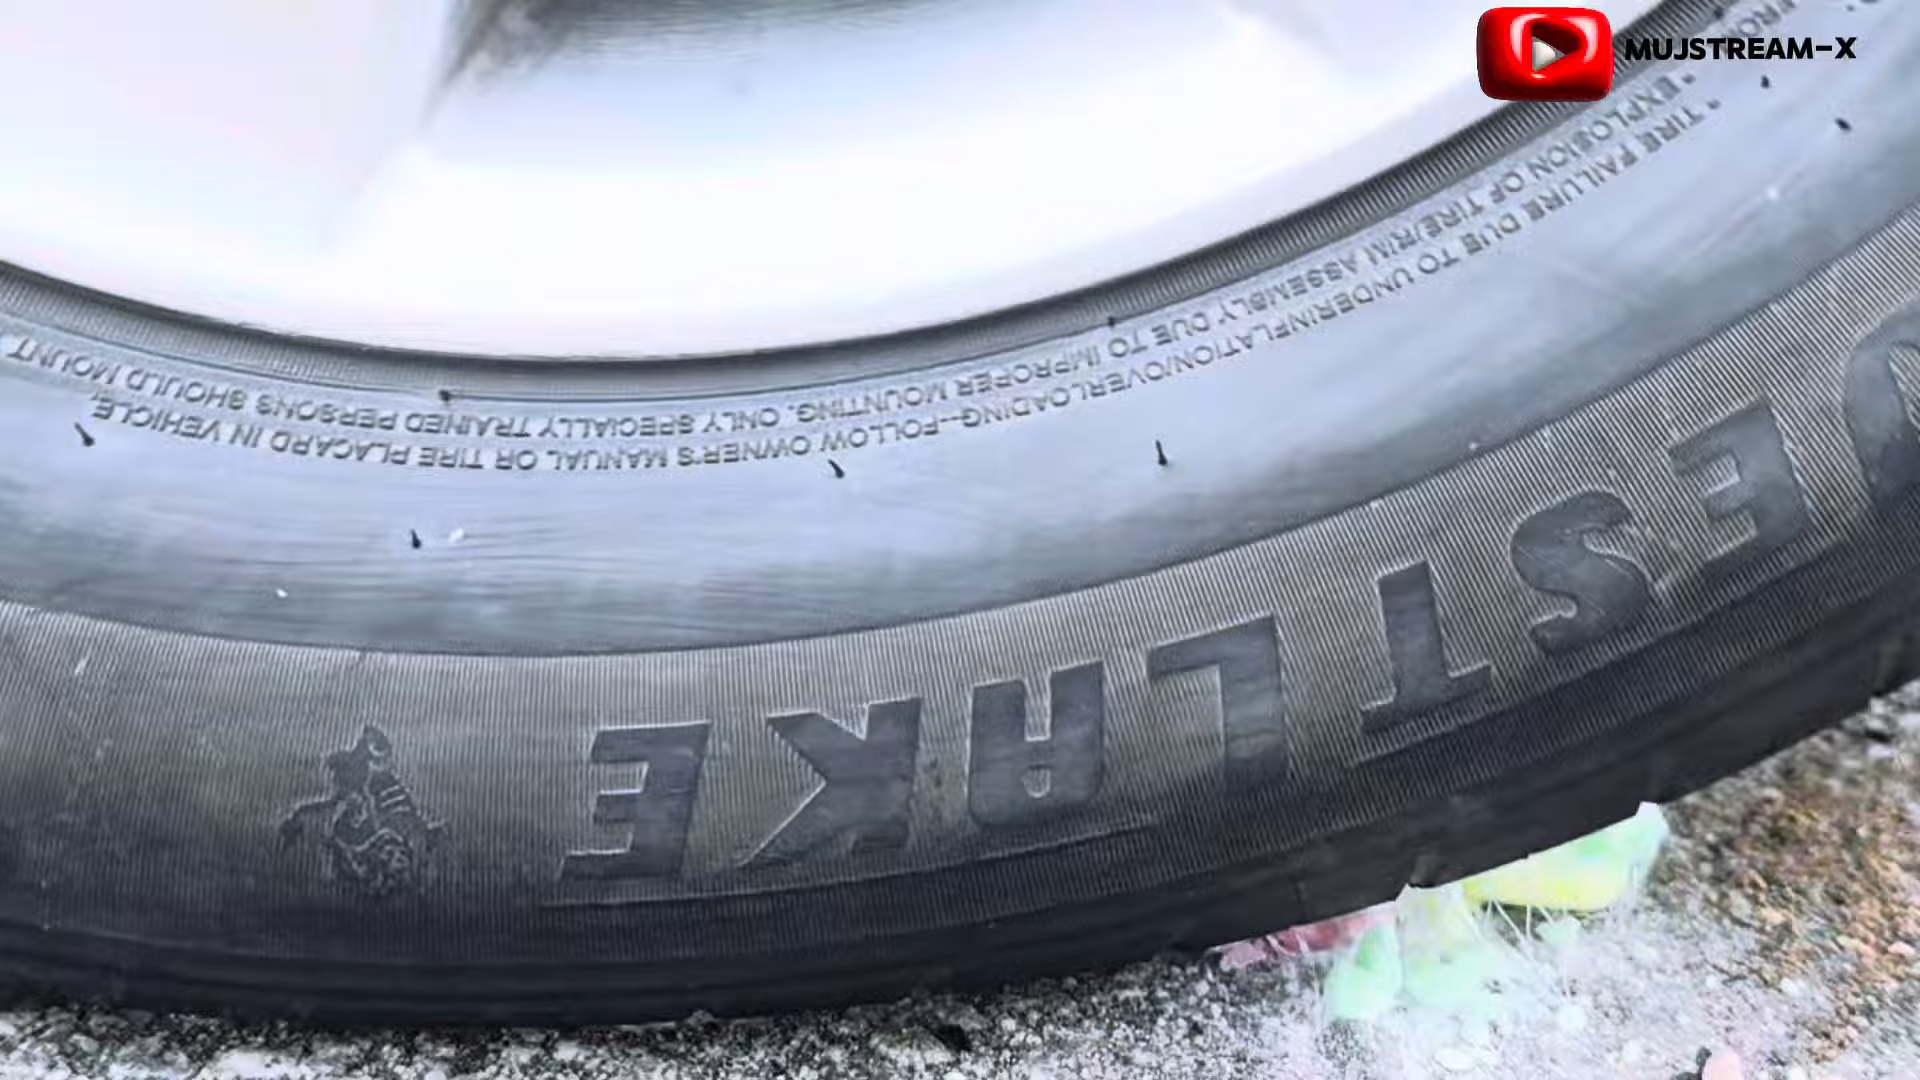 MUJSTREAM-X
WESTLAKE
" TIRE FAILURE DUE TO UNDERINFLATION/OVERLOADING--FOLLOW OWNER'S MANUAL OR TIRE PLACARD IN VEHICLE,
" EXPLOSION OF TIRE/RIM ASSEMBLY DUE TO IMPROPER MOUNTING. ONLY SPECIALLY TRAINED PERSONS SHOULD MOUNT